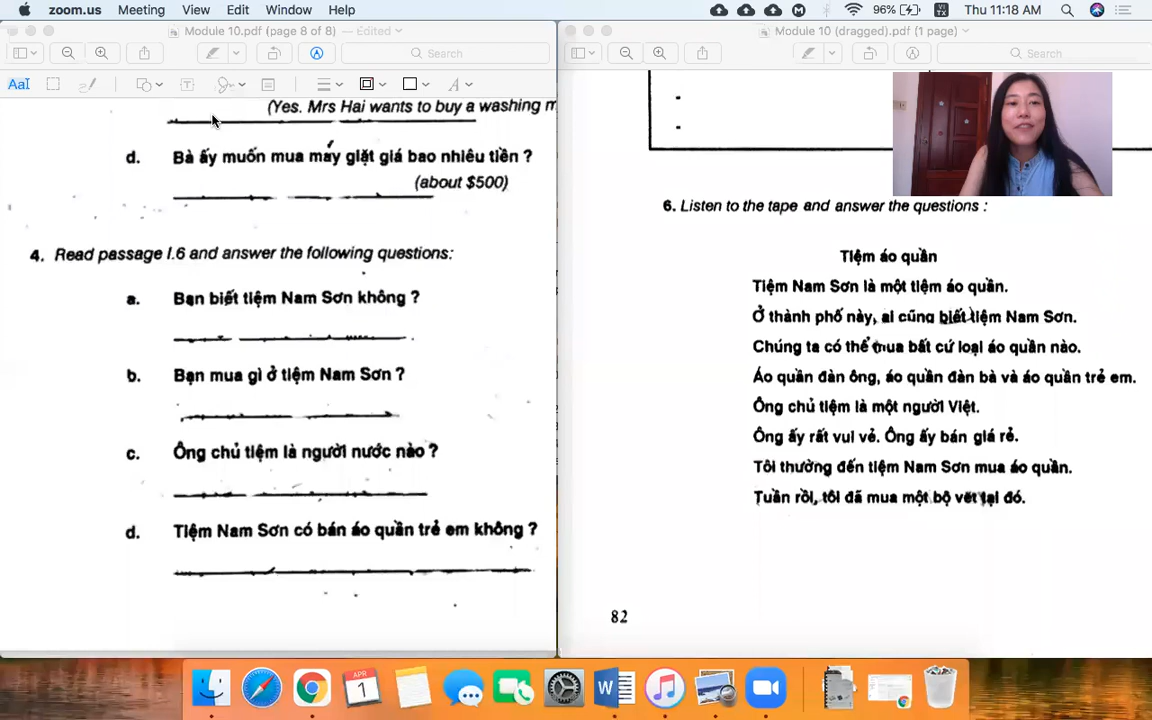 zoom.us Meeting View Edit Window Help
96% VI TX Thu 11:18 AM
Module 10.pdf (page 8 of 8) — Edited
Search
Module 10 (dragged).pdf (1 page)
Search
AaI
T
A
(Yes. Mrs Hai wants to buy a washing m
d. Bà ấy muốn mua máy giặt giá bao nhiêu tiền ?
(about $500)
4. Read passage I.6 and answer the following questions:
a. Bạn biết tiệm Nam Sơn không ?
b. Bạn mua gì ở tiệm Nam Sơn ?
c. Ông chủ tiệm là người nước nào ?
d. Tiệm Nam Sơn có bán áo quần trẻ em không ?
-
-
6. Listen to the tape and answer the questions :
Tiệm áo quần
Tiệm Nam Sơn là một tiệm áo quần.
Ở thành phố này, ai cũng biết tiệm Nam Sơn.
Chúng ta có thể mua bất cứ loại áo quần nào.
Áo quần đàn ông, áo quần đàn bà và áo quần trẻ em.
Ông chủ tiệm là một người Việt.
Ông ấy rất vui vẻ. Ông ấy bán giá rẻ.
Tôi thường đến tiệm Nam Sơn mua áo quần.
Tuần rồi, tôi đã mua một bộ vét tại đó.
82
APR
1
W